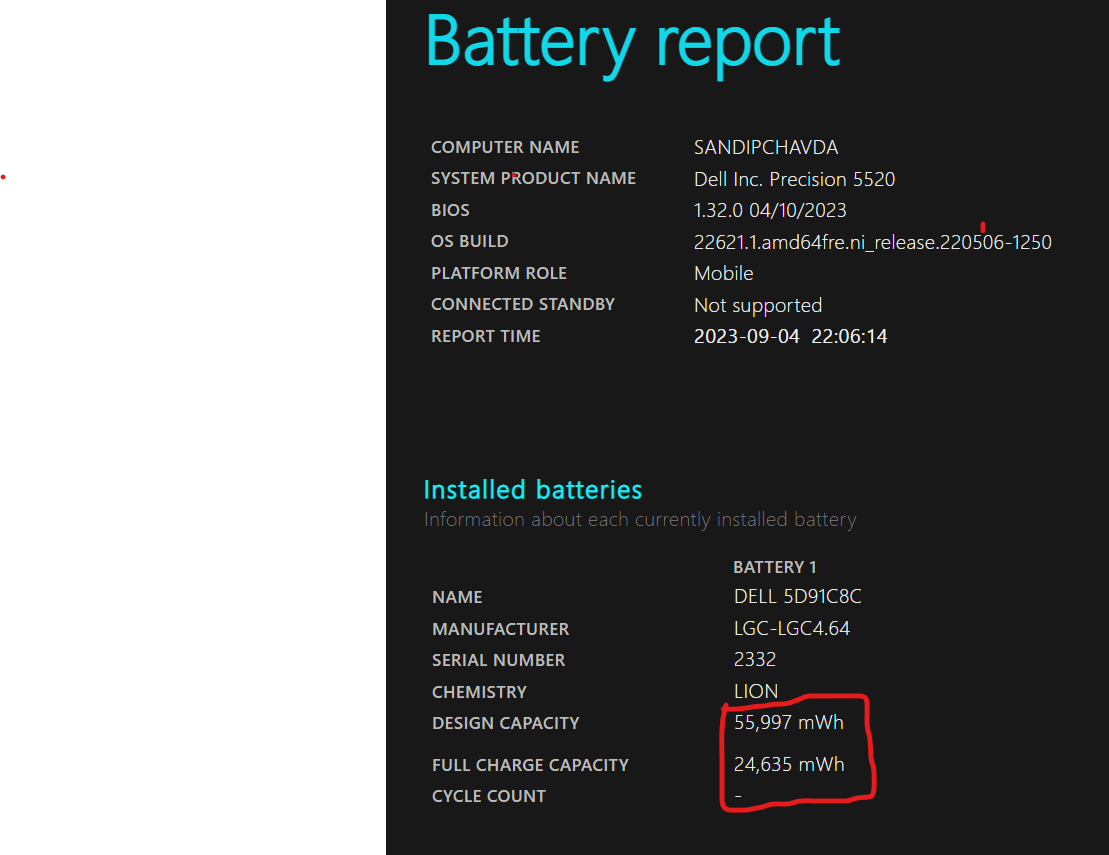 Battery report
COMPUTER NAME SANDIPCHAVDA
SYSTEM PRODUCT NAME Dell Inc. Precision 5520
BIOS 1.32.0 04/10/2023
OS BUILD 22621.1.amd64fre.ni_release.220506-1250
PLATFORM ROLE Mobile
CONNECTED STANDBY Not supported
REPORT TIME 2023-09-04 22:06:14
Installed batteries
Information about each currently installed battery
BATTERY 1
NAME DELL 5D91C8C
MANUFACTURER LGC-LGC4.64
SERIAL NUMBER 2332
CHEMISTRY LION
DESIGN CAPACITY 55,997 mWh
FULL CHARGE CAPACITY 24,635 mWh
CYCLE COUNT -